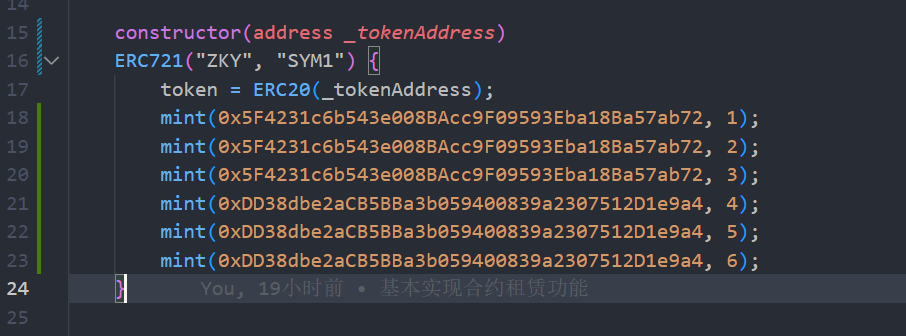 14
15 constructor(address _tokenAddress)
16 ERC721("ZKY", "SYM1") {
17 token = ERC20(_tokenAddress);
18 mint(0x5F4231c6b543e008BAcc9F09593Eba18Ba57ab72, 1);
19 mint(0x5F4231c6b543e008BAcc9F09593Eba18Ba57ab72, 2);
20 mint(0x5F4231c6b543e008BAcc9F09593Eba18Ba57ab72, 3);
21 mint(0xDD38dbe2aCB5BBa3b059400839a2307512D1e9a4, 4);
22 mint(0xDD38dbe2aCB5BBa3b059400839a2307512D1e9a4, 5);
23 mint(0xDD38dbe2aCB5BBa3b059400839a2307512D1e9a4, 6);
24 } You, 19小时前 • 基本实现合约租赁功能
25